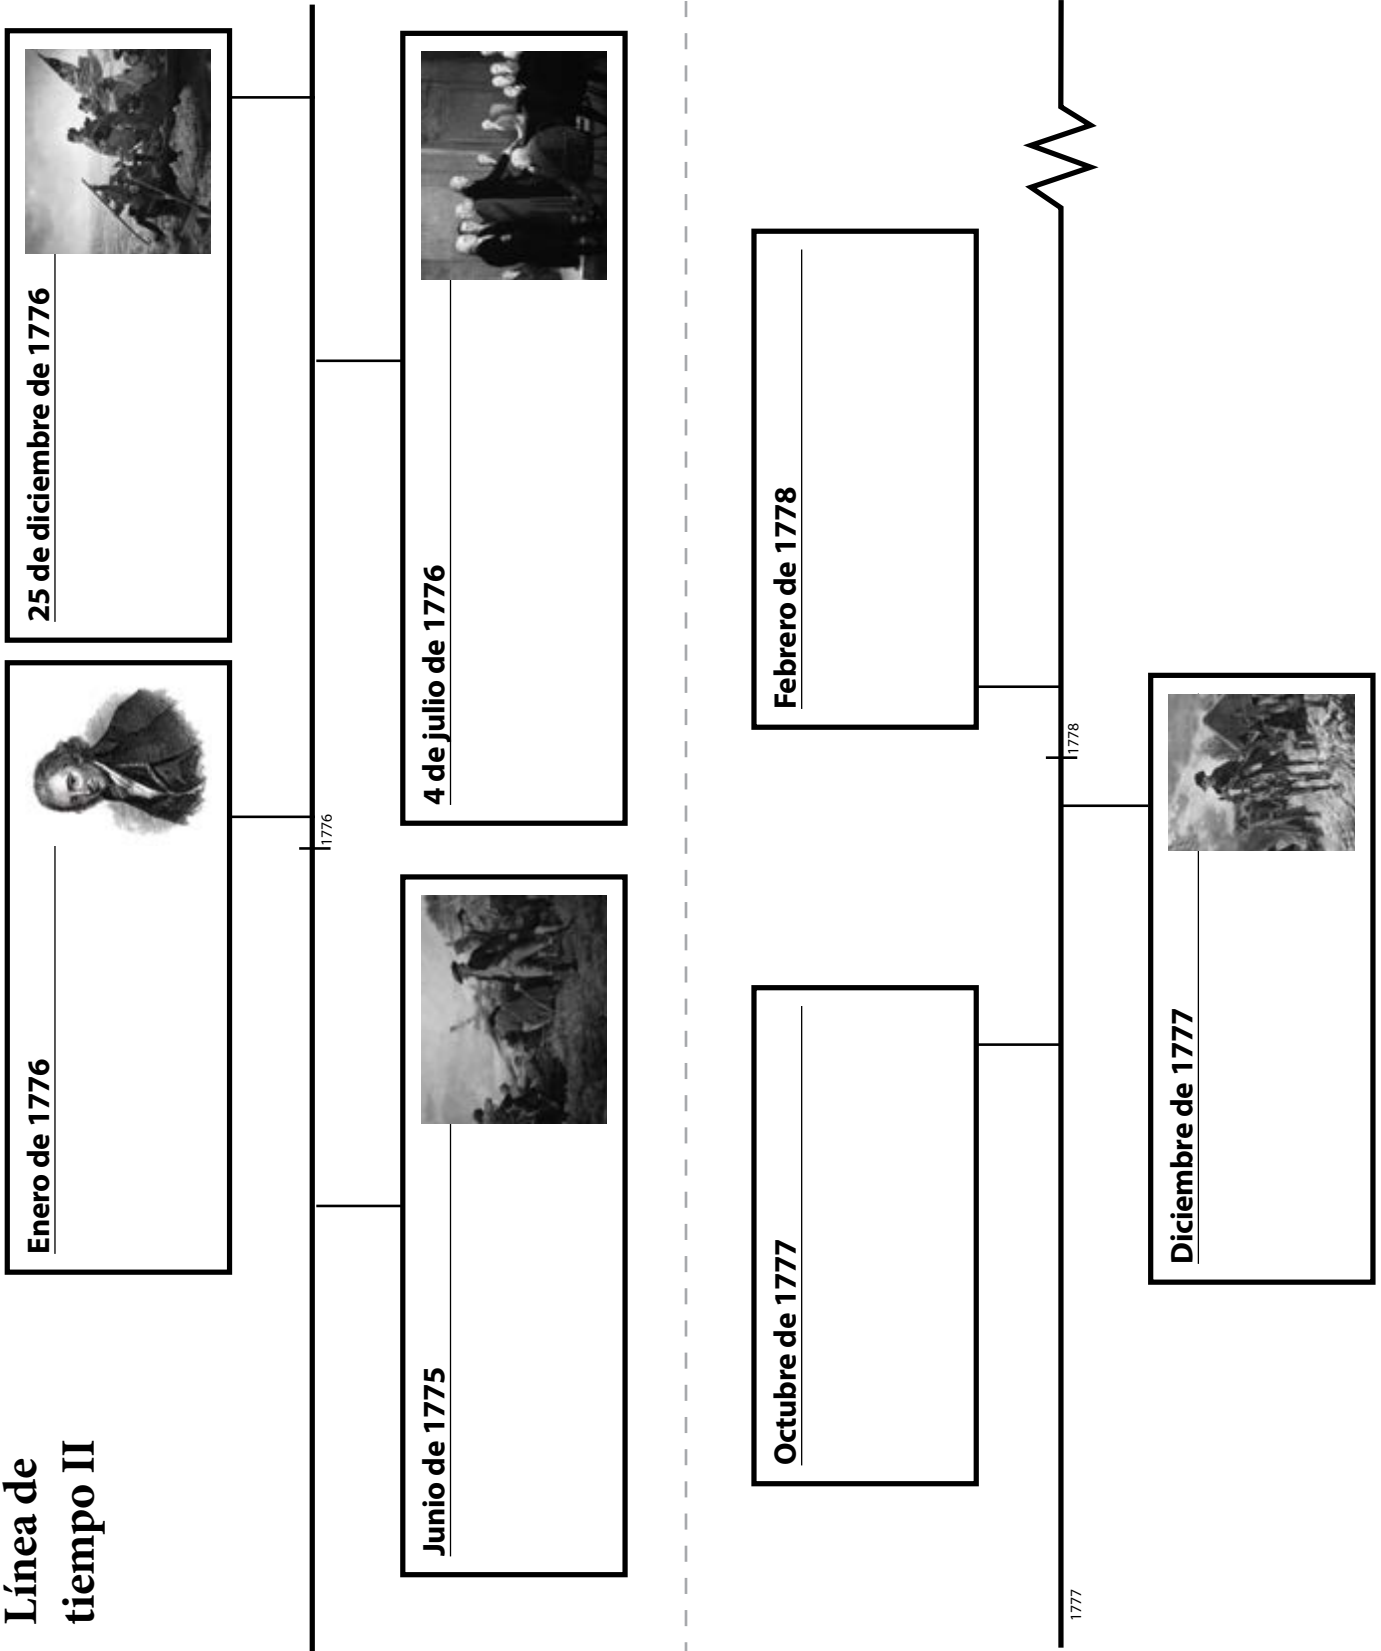 Línea de
tiempo II
Enero de 1776
25 de diciembre de 1776
1776
Junio de 1775
4 de julio de 1776
Octubre de 1777
Febrero de 1778
1777
1778
Diciembre de 1777